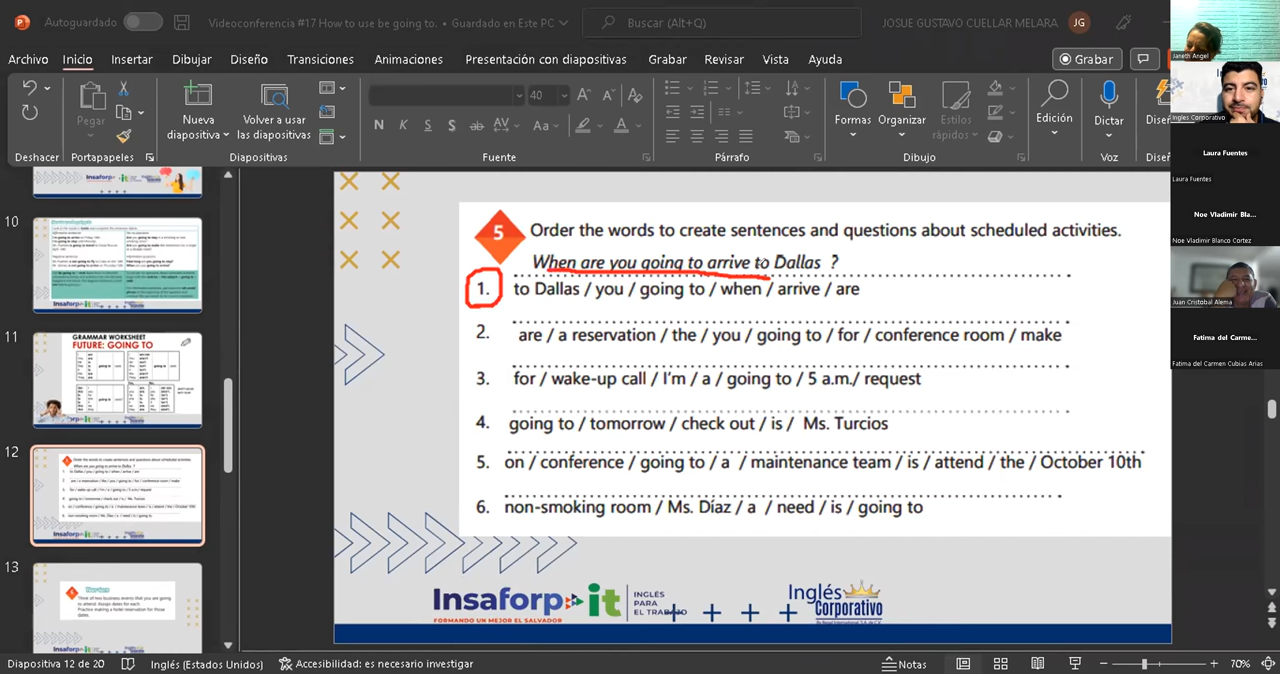 Autoguardado
Videoconferencia #17 How to use be going to. • Guardado en Este PC
Buscar (Alt+Q)
JOSUE GUSTAVO CUELLAR MELARA
JG
Archivo Inicio Insertar Dibujar Diseño Transiciones Animaciones ción con diapositivas Grabar Revisar Vista Ayuda
Grabar
Pegar
Nueva diapositiva
Volver a usar las diapositivas
40
N K S S ab AV Aa A
Formas Organizar Estilos rápidos
Edición
Dictar
Deshacer Portapapeles Diapositivas Fuente Párrafo Dibujo Voz
Janeth Angel
Ingles Corporativo
Laura Fuentes
Laura Fuentes
Noe Vladimir Bla...
Noe Vladimir Blanco Cortez
Juan Cristobal Alema
Fatima del Carme...
Fatima del Carmen Cubias Arias
10
11
GRAMMAR WORKSHEET
FUTURE: GOING TO
12
13
5
Order the words to create sentences and questions about scheduled activities.
When are you going to arrive to Dallas ?
1. to Dallas / you / going to / when / arrive / are
2. are / a reservation / the / you / going to / for / conference room / make
3. for / wake-up call / I'm / a / going to / 5 a.m./ request
4. going to / tomorrow / check out / is / Ms. Turcios
5. on / conference / going to / a / maintenance team / is / attend / the / October 10th
6. non-smoking room / Ms. Díaz / a / need / is / going to
Insaforp it
FORMANDO UN MEJOR EL SALVADOR
INGLÉS
PARA
EL TRABAJO
Inglés
Corporativo
Diapositiva 12 de 20
Inglés (Estados Unidos)
Accesibilidad: es necesario investigar
Notas
70%